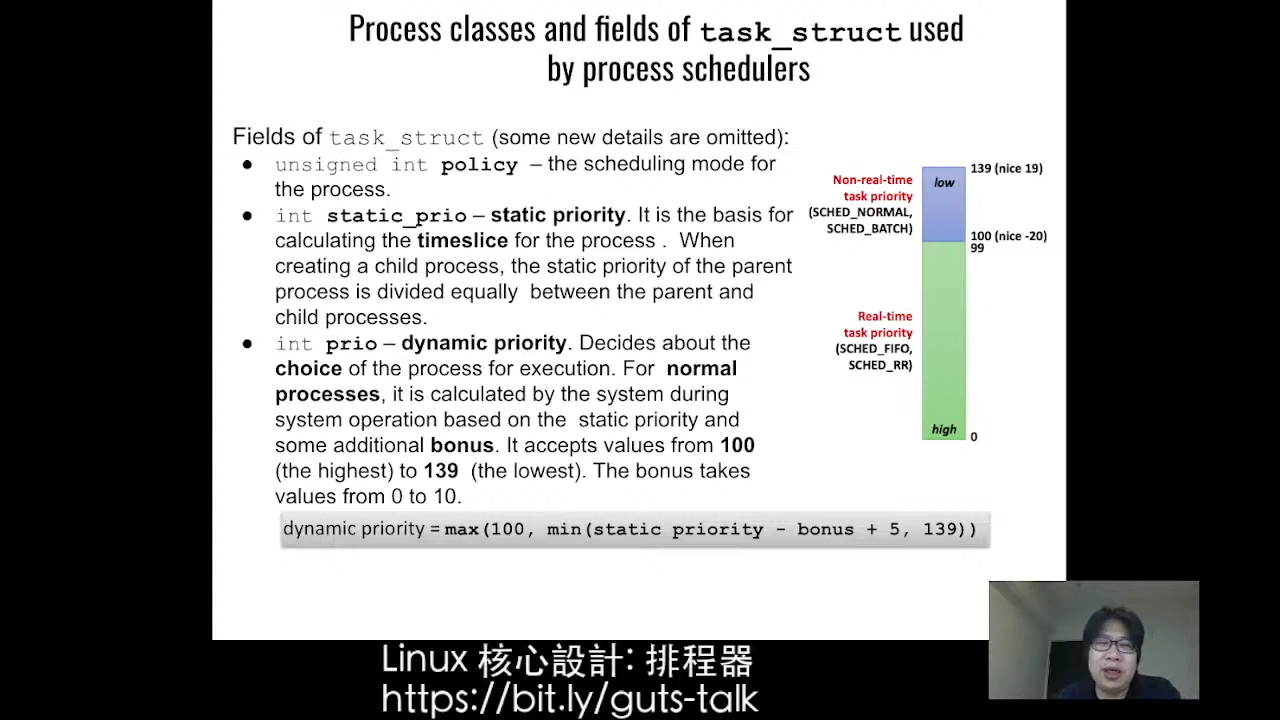 Process classes and fields of task_struct used
by process schedulers
Fields of task_struct (some new details are omitted):
● unsigned int policy – the scheduling mode for
the process.
● int static_prio – static priority. It is the basis for
calculating the timeslice for the process . When
creating a child process, the static priority of the parent
process is divided equally between the parent and
child processes.
● int prio – dynamic priority. Decides about the
choice of the process for execution. For normal
processes, it is calculated by the system during
system operation based on the static priority and
some additional bonus. It accepts values from 100
(the highest) to 139 (the lowest). The bonus takes
values from 0 to 10.
dynamic priority = max(100, min(static priority - bonus + 5, 139))
Non-real-time
task priority
(SCHED_NORMAL,
SCHED_BATCH)
low
139 (nice 19)
100 (nice -20)
99
Real-time
task priority
(SCHED_FIFO,
SCHED_RR)
high
0
Linux 核心設計: 排程器
https://bit.ly/guts-talk